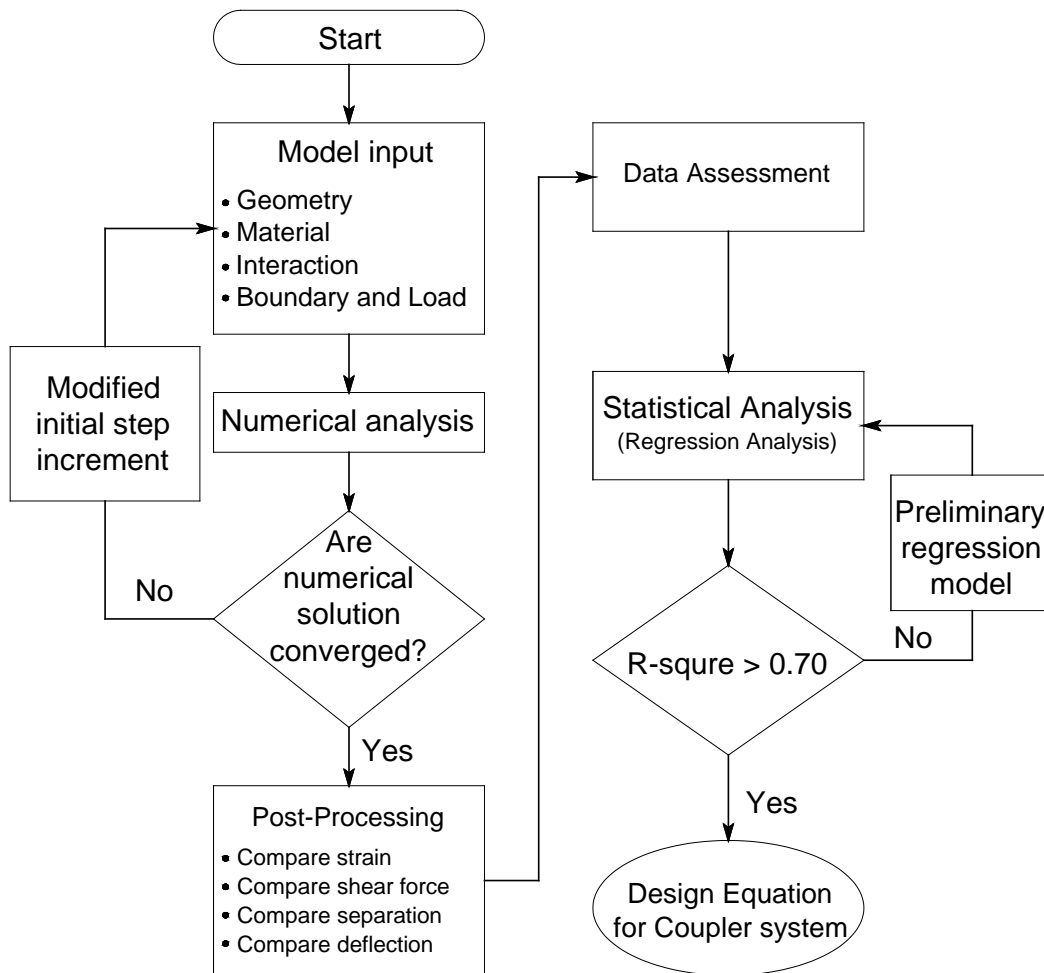 Start
Model input
• Geometry
• Material
• Interaction
• Boundary and Load
Modified
initial step
increment
Numerical analysis
Are
numerical
solution
converged?
No
Yes
Post-Processing
• Compare strain
• Compare shear force
• Compare separation
• Compare deflection
Data Assessment
Statistical Analysis
(Regression Analysis)
Preliminary
regression
model
R-squre > 0.70
No
Yes
Design Equation
for Coupler system